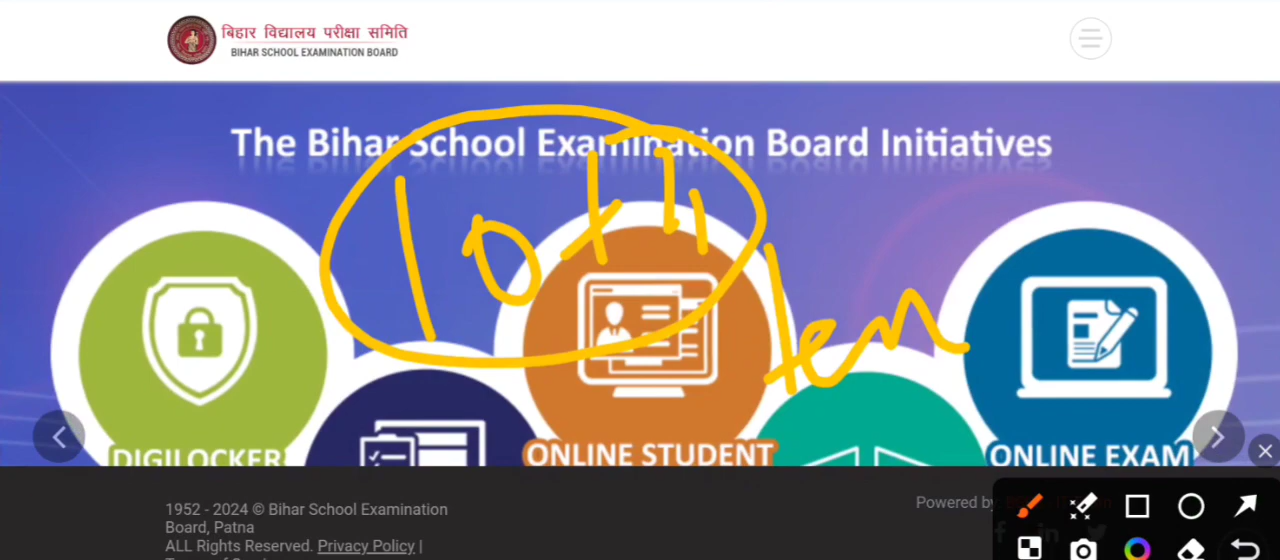 बिहार विद्यालय परीक्षा समिति
BIHAR SCHOOL EXAMINATION BOARD
The Bihar School Examination Board Initiatives
10th
ten
DIGILOCKER
ONLINE STUDENT
ONLINE EXAM
1952 - 2024 © Bihar School Examination
Board, Patna
ALL Rights Reserved. Privacy Policy |
Powered by